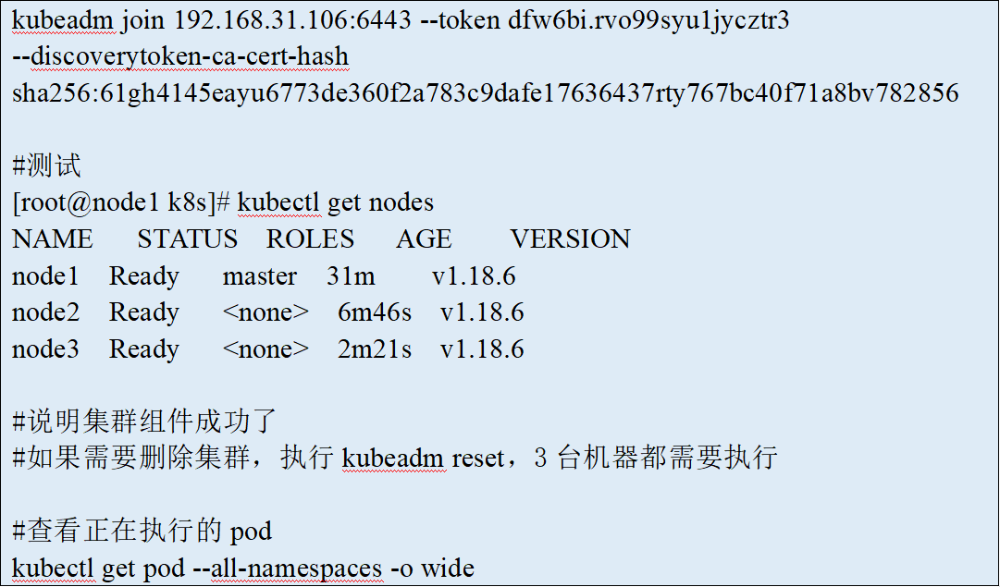 kubeadm join 192.168.31.106:6443 --token dfw6bi.rvo99syu1jycztr3
--discoverytoken-ca-cert-hash
sha256:61gh4145eayu6773de360f2a783c9dafe17636437rty767bc40f71a8bv782856
#测试
[root@node1 k8s]# kubectl get nodes
NAME STATUS ROLES AGE VERSION
node1 Ready master 31m v1.18.6
node2 Ready <none> 6m46s v1.18.6
node3 Ready <none> 2m21s v1.18.6
#说明集群组件成功了
#如果需要删除集群，执行 kubeadm reset，3 台机器都需要执行
#查看正在执行的 pod
kubectl get pod --all-namespaces -o wide